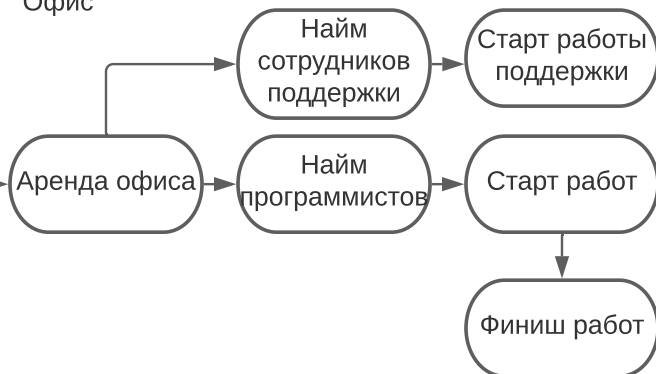 Офис
Найм
сотрудников
поддержки
Старт работы
поддержки
Аренда офиса
Найм
программистов
Старт работ
Финиш работ